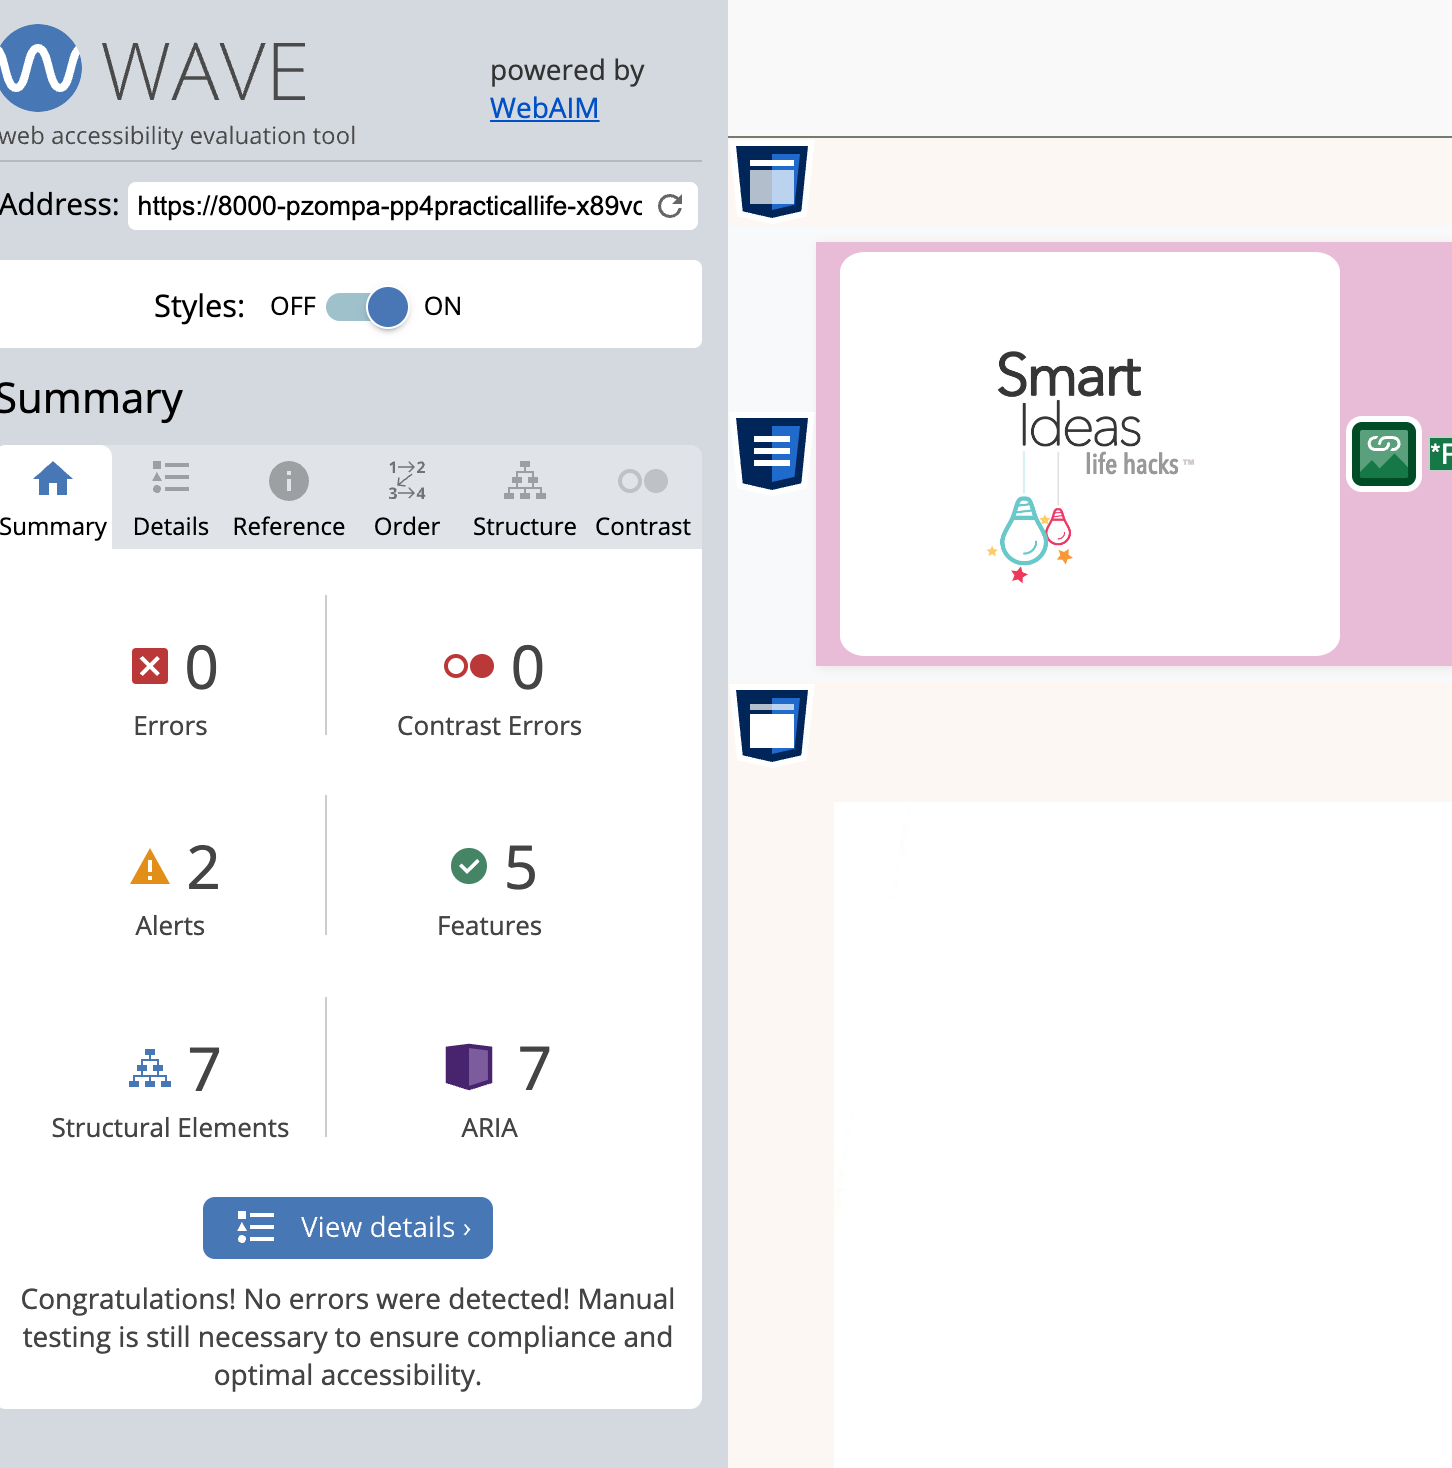 WAVE
powered by
WebAIM
web accessibility evaluation tool
Address: https://8000-pzompa-pp4practicallife-x89vc
Styles: OFF ON
Summary
Summary Details Reference Order Structure Contrast
0 0
Errors Contrast Errors
2 5
Alerts Features
7 7
Structural Elements ARIA
View details ›
Congratulations! No errors were detected! Manual
testing is still necessary to ensure compliance and
optimal accessibility.
Smart
Ideas
life hacks™
*F